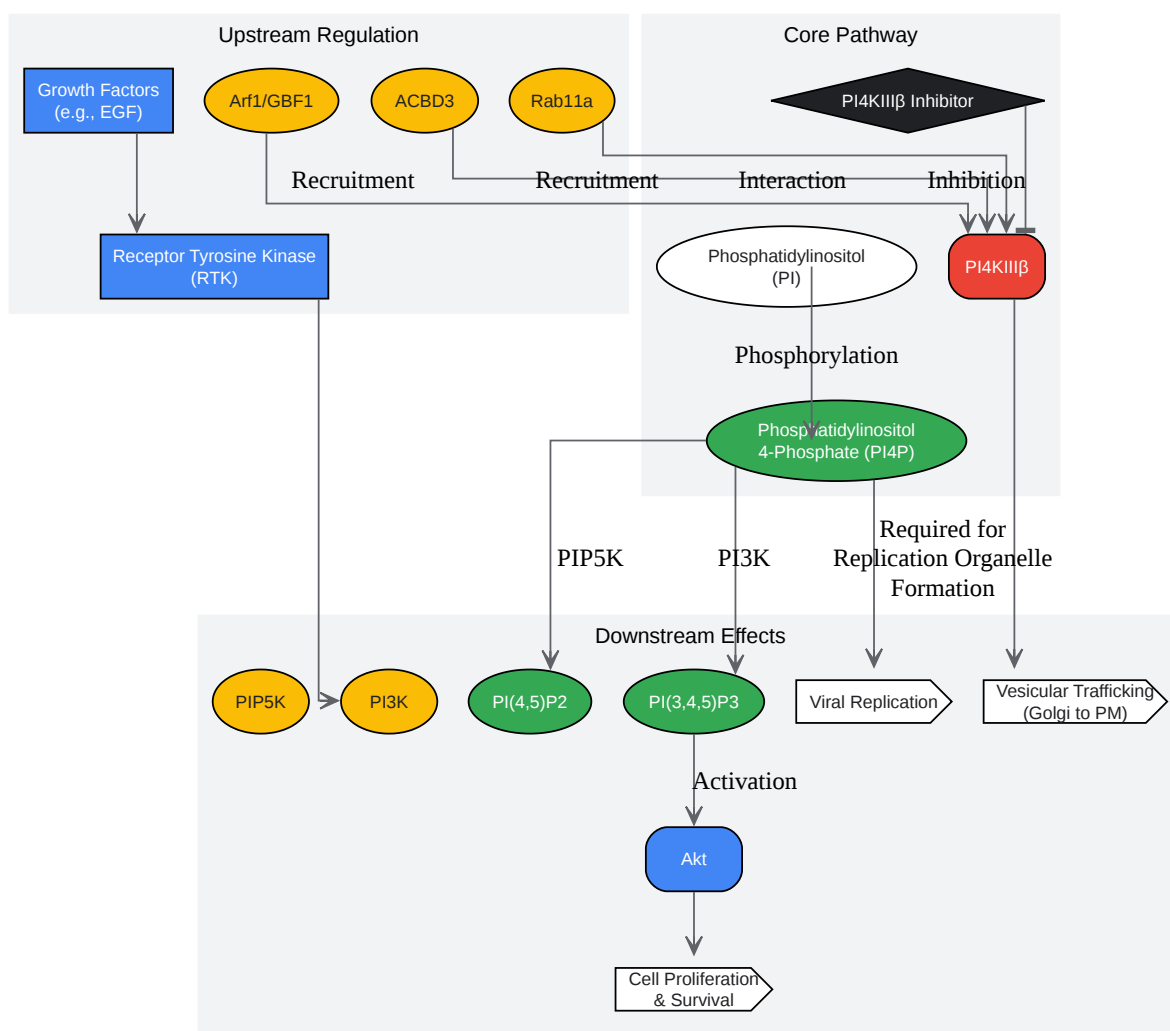 Upstream Regulation
Core Pathway
Growth Factors
(e.g., EGF)
Arf1/GBF1
ACBD3
Rab11a
PI4KIIIβ Inhibitor
Recruitment
Recruitment
Interaction
Inhibition
Receptor Tyrosine Kinase
(RTK)
Phosphatidylinositol
(PI)
PI4KIIIβ
Phosphorylation
Phosphatidylinositol
4-Phosphate (PI4P)
PIP5K
PI3K
Required for
Replication Organelle
Formation
Downstream Effects
PIP5K
PI3K
PI(4,5)P2
PI(3,4,5)P3
Viral Replication
Vesicular Trafficking
(Golgi to PM)
Activation
Akt
Cell Proliferation
& Survival